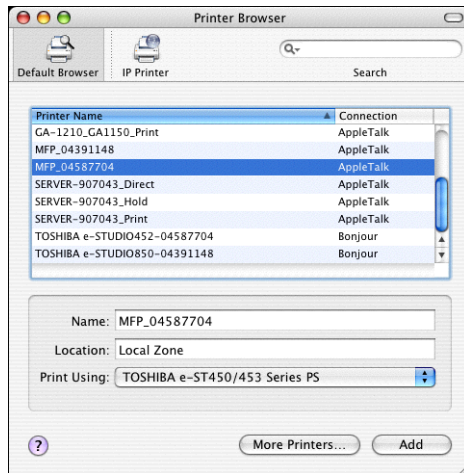 Printer Browser
Default Browser
IP Printer
Search
Printer Name Connection
GA-1210_GA1150_Print AppleTalk
MFP_04391148 AppleTalk
MFP_04587704 AppleTalk
SERVER-907043_Direct AppleTalk
SERVER-907043_Hold AppleTalk
SERVER-907043_Print AppleTalk
TOSHIBA e-STUDIO452-04587704 Bonjour
TOSHIBA e-STUDIO850-04391148 Bonjour
Name: MFP_04587704
Location: Local Zone
Print Using: TOSHIBA e-ST450/453 Series PS
? More Printers... Add